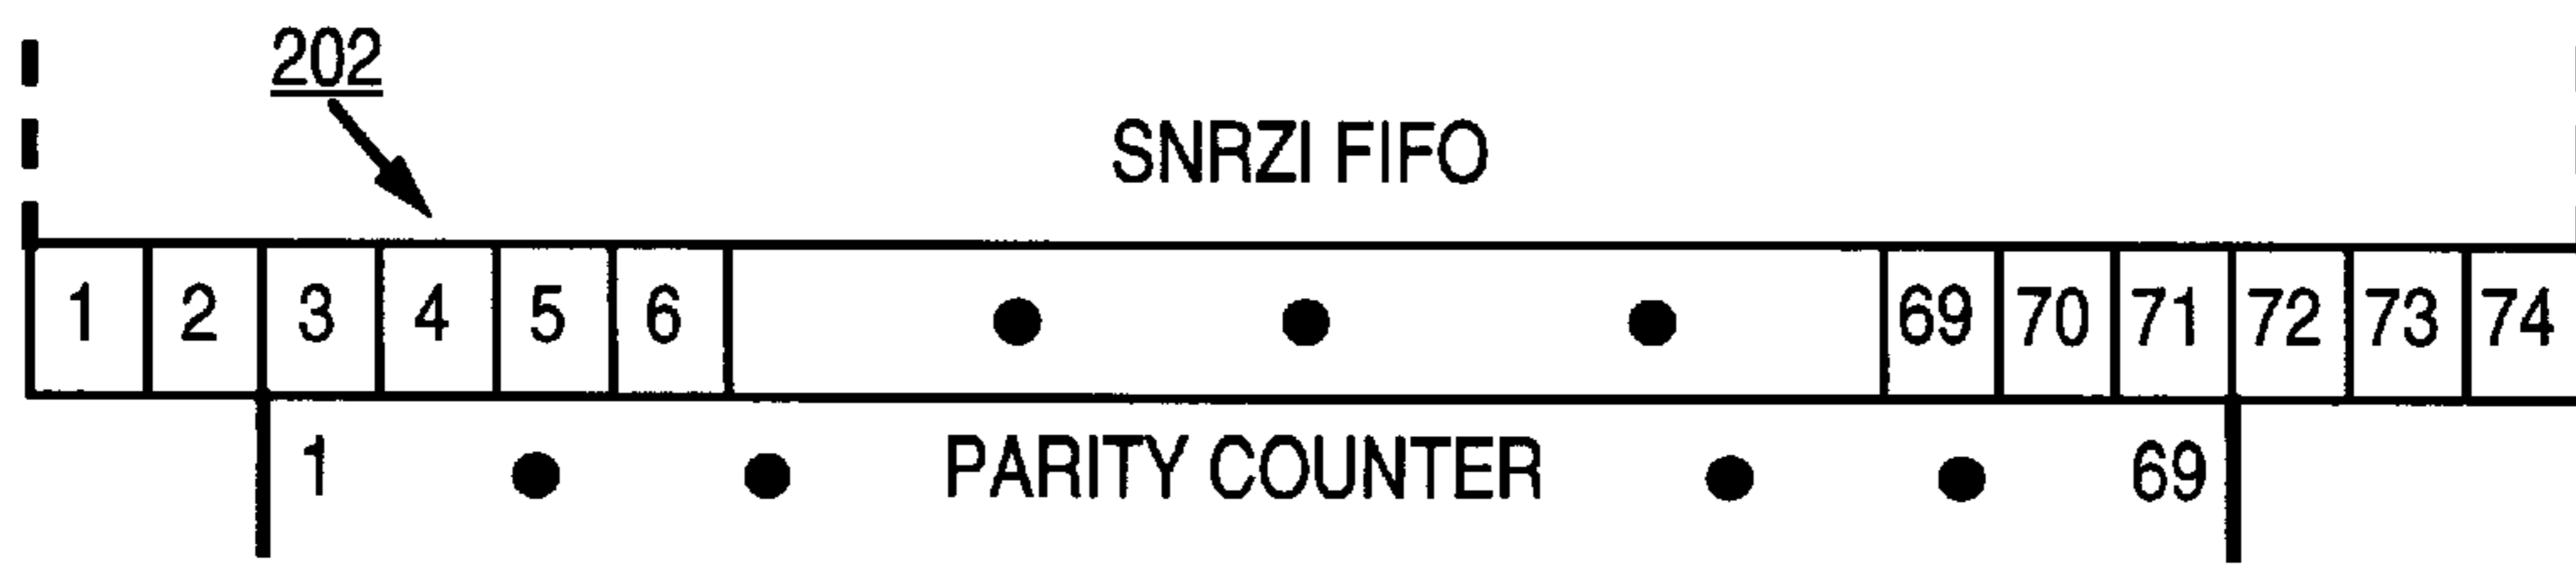 202
SNRZI FIFO
1 2 3 4 5 6 69 70 71 72 73 74
1 PARITY COUNTER 69